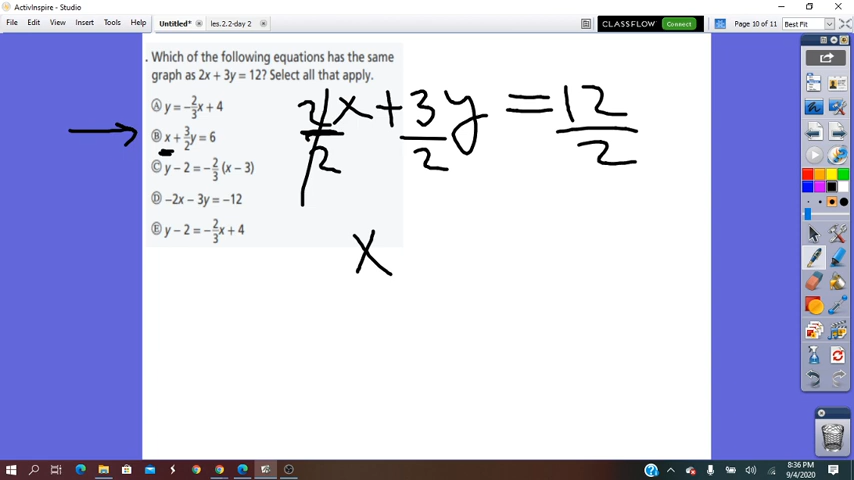 ActivInspire - Studio
File Edit View Insert Tools Help
Untitled* les.2.2-day 2
CLASSFLOW Connect
Page 10 of 11 Best Fit
. Which of the following equations has the same
graph as 2x + 3y = 12? Select all that apply.
Ⓐ y = -2/3x + 4
Ⓑ x + 3/2y = 6
Ⓒ y - 2 = -2/3 (x - 3)
Ⓓ -2x - 3y = -12
Ⓔ y - 2 = -2/3x + 4
2/2x + 3/2y = 12/2
x
8:36 PM
9/4/2020